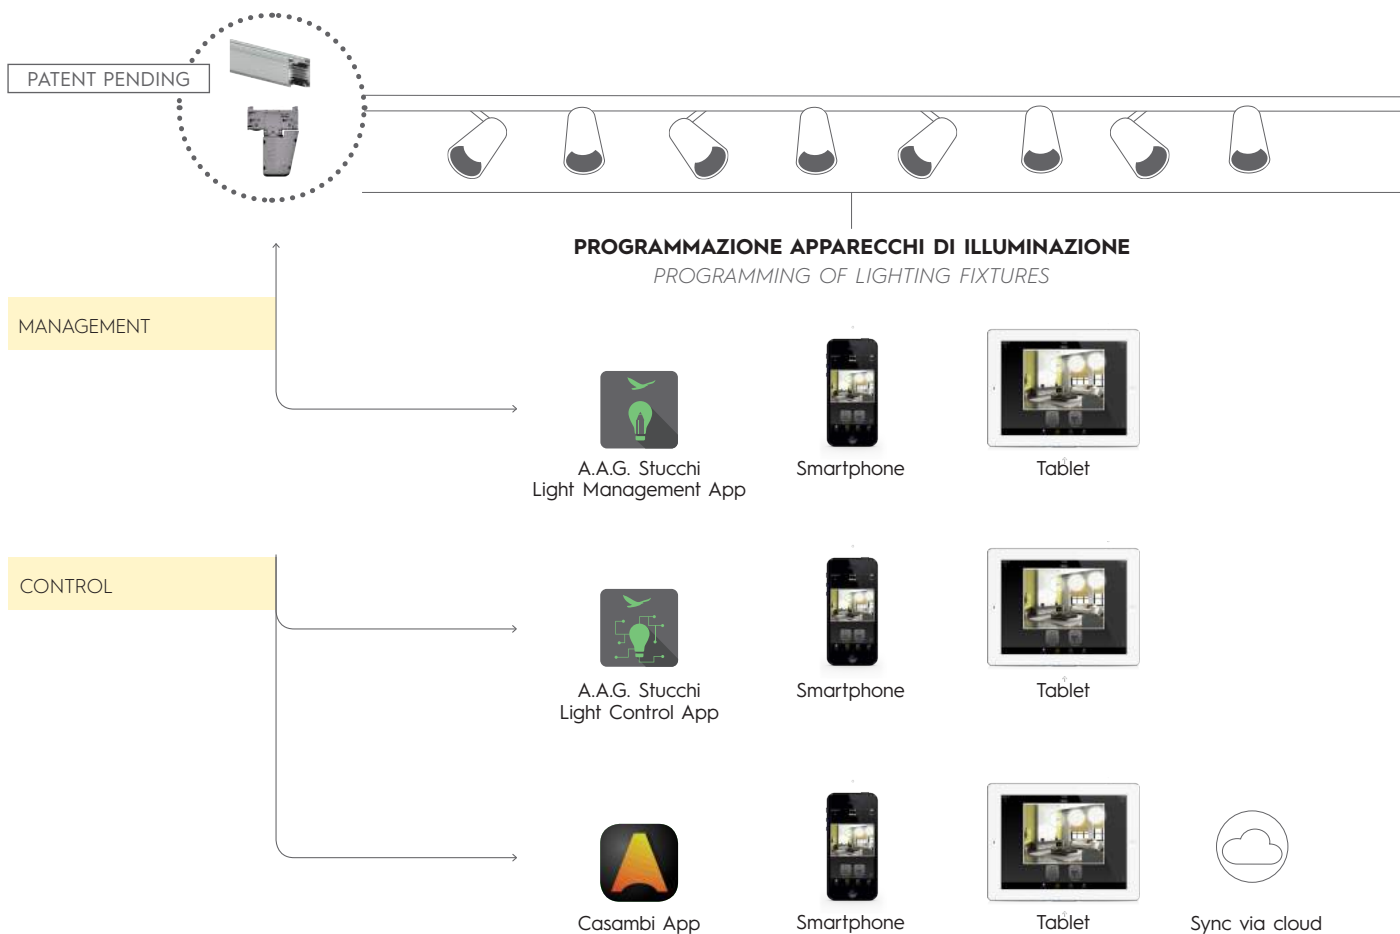 PATENT PENDING
PROGRAMMAZIONE APPARECCHI DI ILLUMINAZIONE
PROGRAMMING OF LIGHTING FIXTURES
MANAGEMENT
A.A.G. Stucchi
Light Management App
Smartphone
Tablet
CONTROL
A.A.G. Stucchi
Light Control App
Smartphone
Tablet
Casambi App
Smartphone
Tablet
Sync via cloud